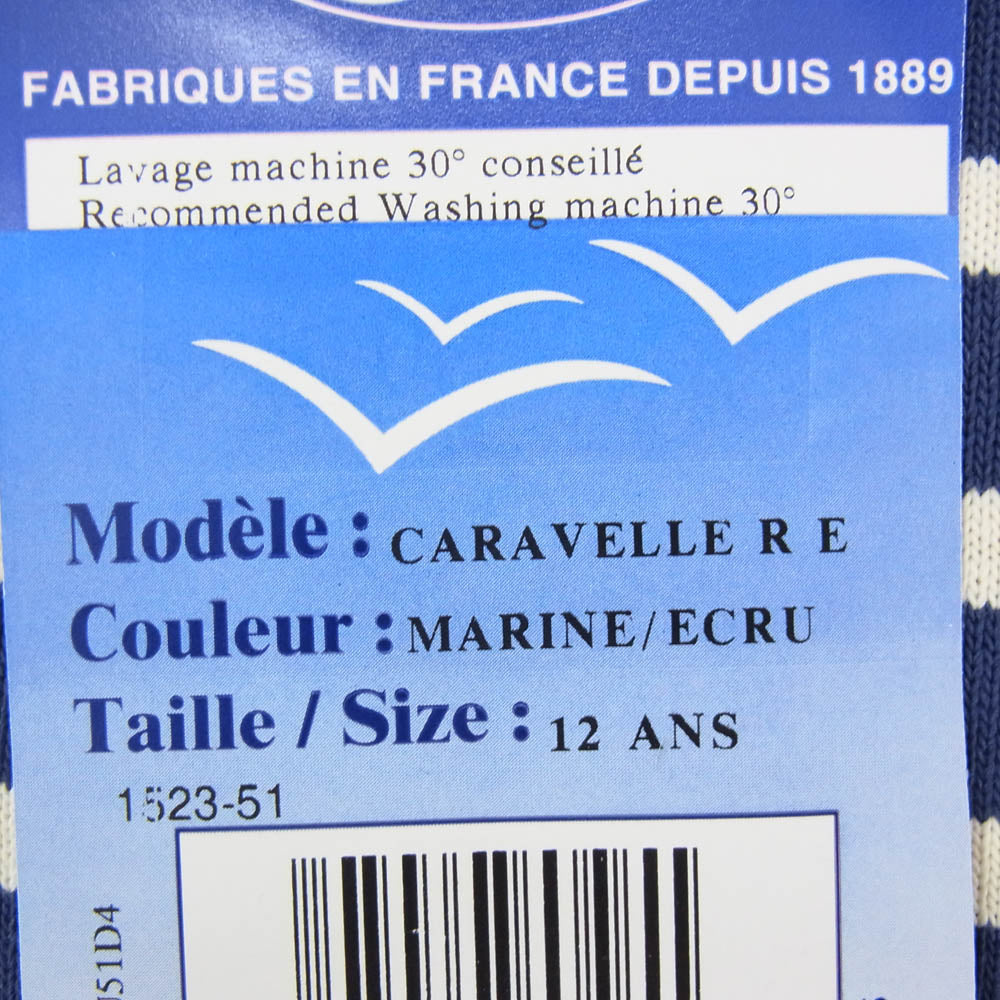 FABRIQUES EN FRANCE DEPUIS 1889
Lavage machine 30° conseillé
Recommended Washing machine 30°
Modèle : CARAVELLE R E
Couleur : MARINE/ECRU
Taille / Size : 12 ANS
1523-51